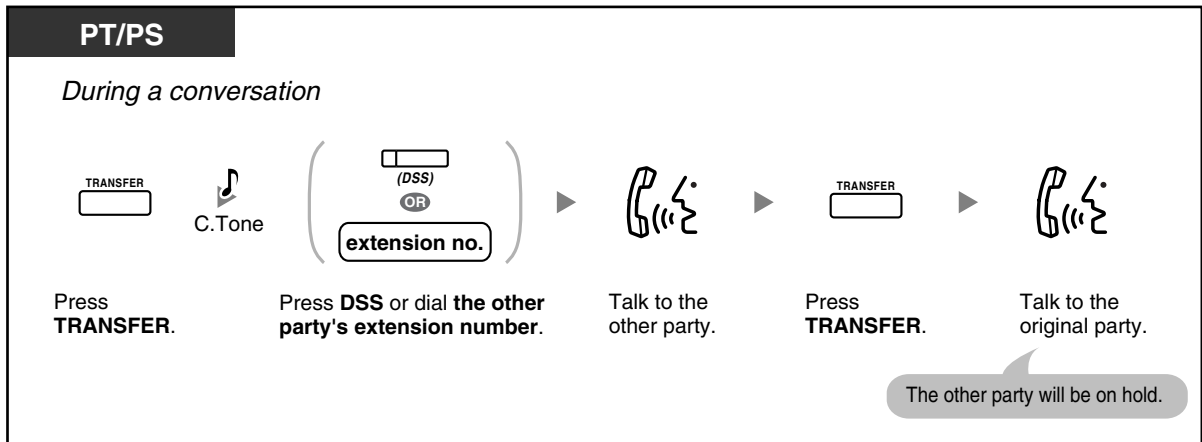 PT/PS
During a conversation
TRANSFER
C.Tone
(DSS)
OR
extension no.
TRANSFER
Press
TRANSFER.
Press DSS or dial the other
party's extension number.
Talk to the
other party.
Press
TRANSFER.
Talk to the
original party.
The other party will be on hold.